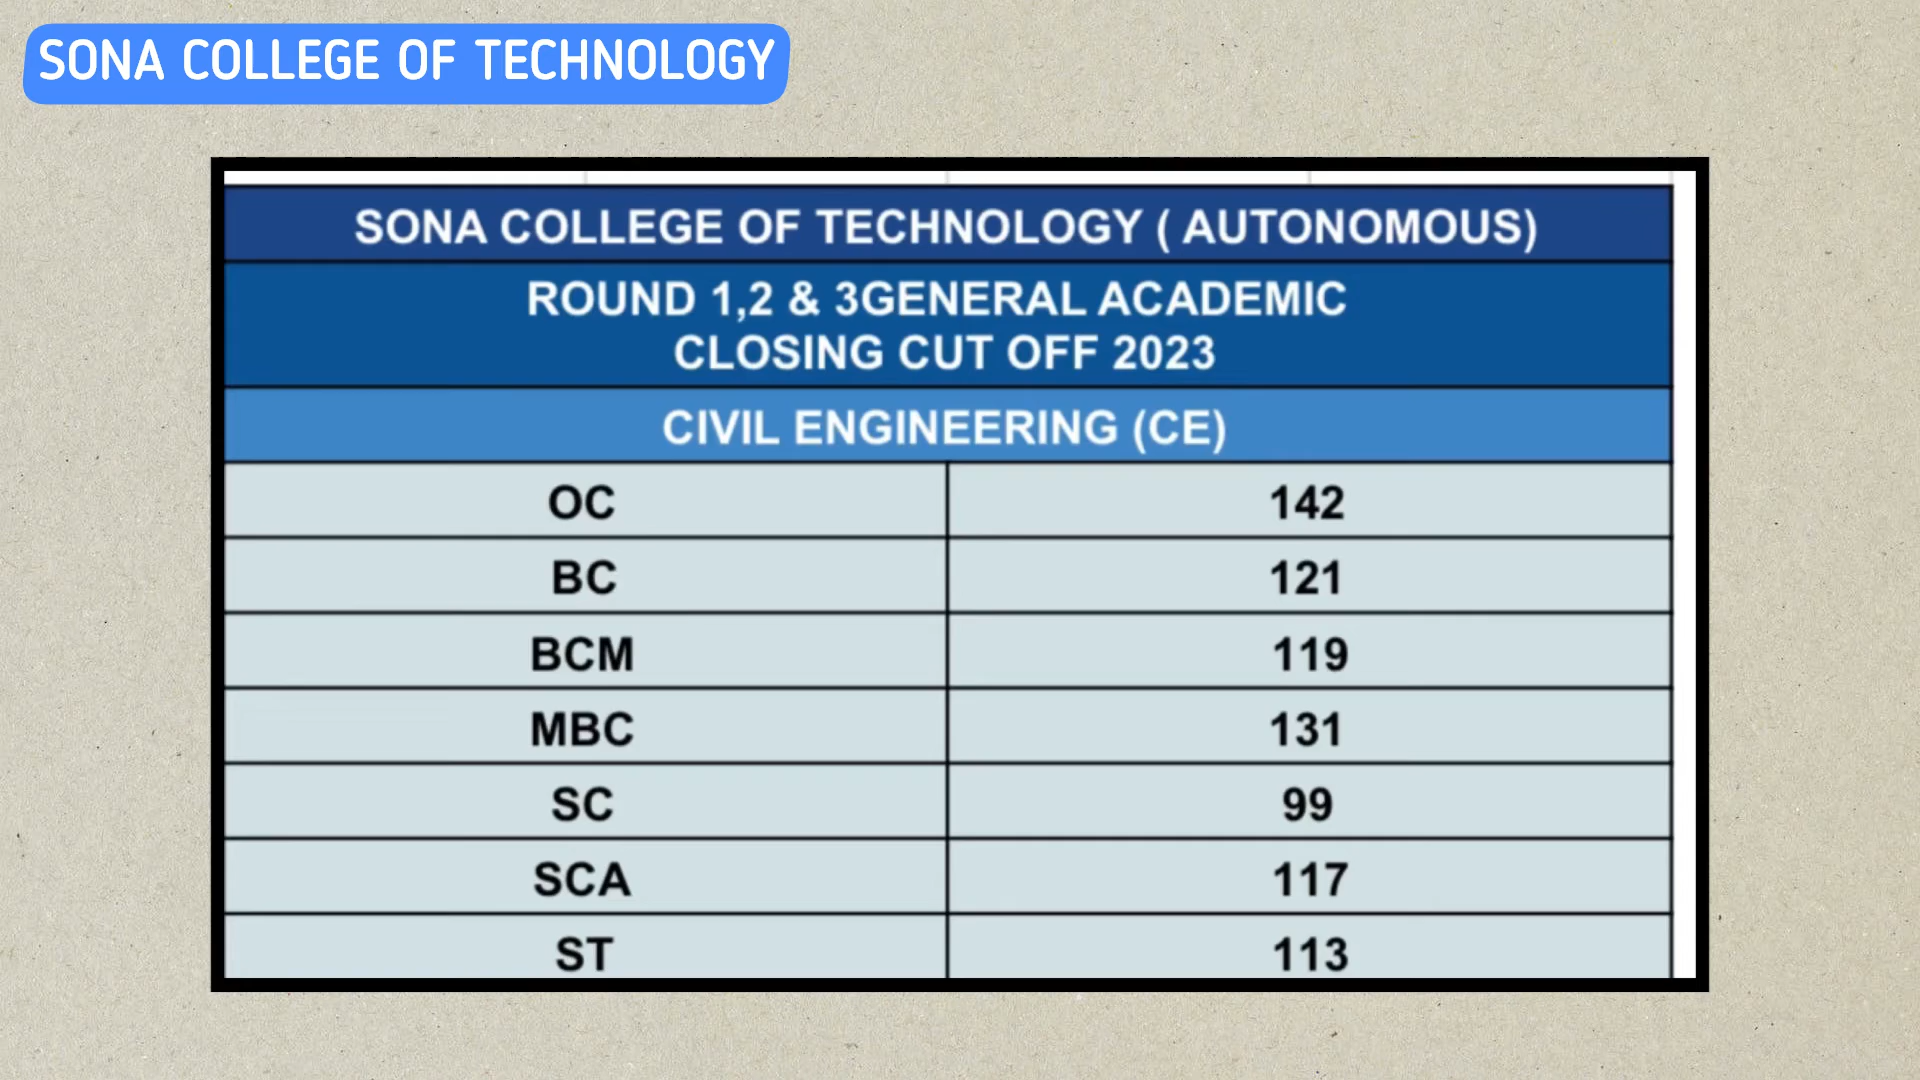 SONA COLLEGE OF TECHNOLOGY
SONA COLLEGE OF TECHNOLOGY ( AUTONOMOUS)
ROUND 1,2 & 3GENERAL ACADEMIC
CLOSING CUT OFF 2023
CIVIL ENGINEERING (CE)
OC 142
BC 121
BCM 119
MBC 131
SC 99
SCA 117
ST 113